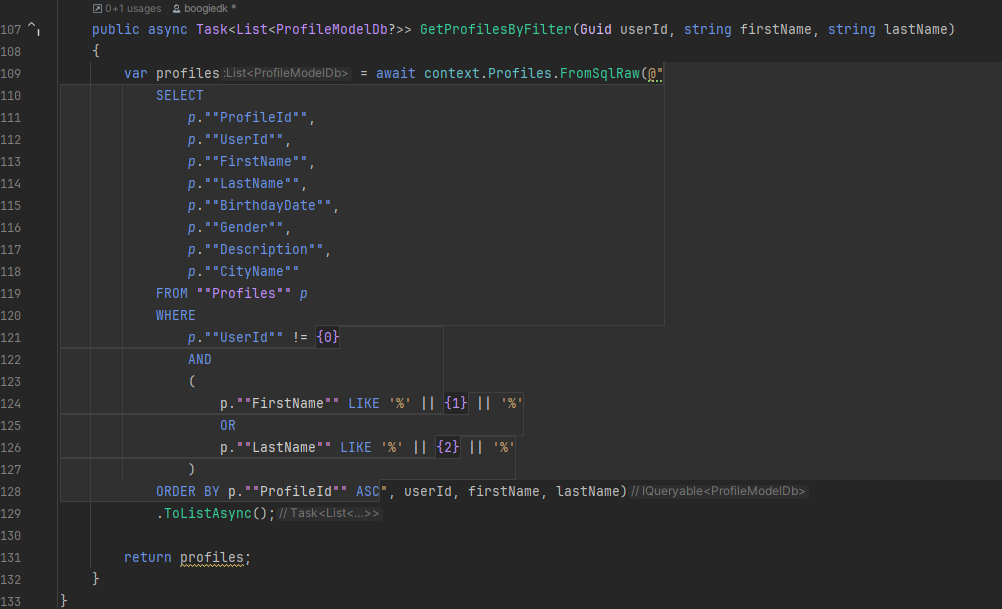 0+1 usages boogiedk *
107 public async Task<List<ProfileModelDb?>> GetProfilesByFilter(Guid userId, string firstName, string lastName)
108 {
109 var profiles :List<ProfileModelDb> = await context.Profiles.FromSqlRaw(@"
110 SELECT
111 p.""ProfileId"",
112 p.""UserId"",
113 p.""FirstName"",
114 p.""LastName"",
115 p.""BirthdayDate"",
116 p.""Gender"",
117 p.""Description"",
118 p.""CityName""
119 FROM ""Profiles"" p
120 WHERE
121 p.""UserId"" != {0}
122 AND
123 (
124 p.""FirstName"" LIKE '%' || {1} || '%'
125 OR
126 p.""LastName"" LIKE '%' || {2} || '%'
127 )
128 ORDER BY p.""ProfileId"" ASC", userId, firstName, lastName) // IQueryable<ProfileModelDb>
129 .ToListAsync(); // Task<List<...>>
130
131 return profiles;
132 }
133 }